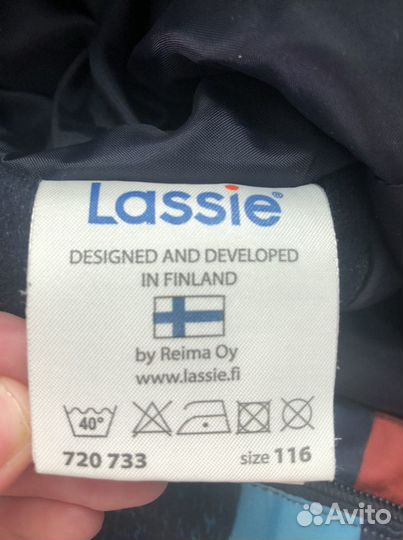 Lassie®
DESIGNED AND DEVELOPED
IN FINLAND
by Reima Oy
www.lassie.fi
40°
720 733 size 116
Avito